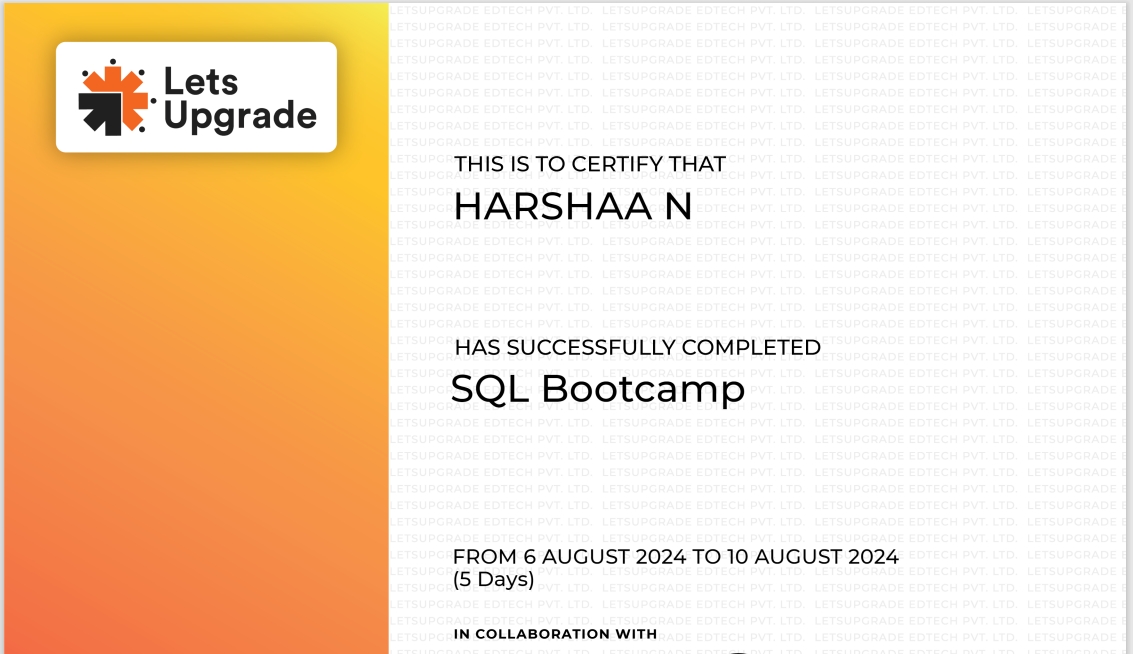 Lets
Upgrade
THIS IS TO CERTIFY THAT
HARSHAA N
HAS SUCCESSFULLY COMPLETED
SQL Bootcamp
FROM 6 AUGUST 2024 TO 10 AUGUST 2024
(5 Days)
IN COLLABORATION WITH
LETSUPGRADE EDTECH PVT. LTD.